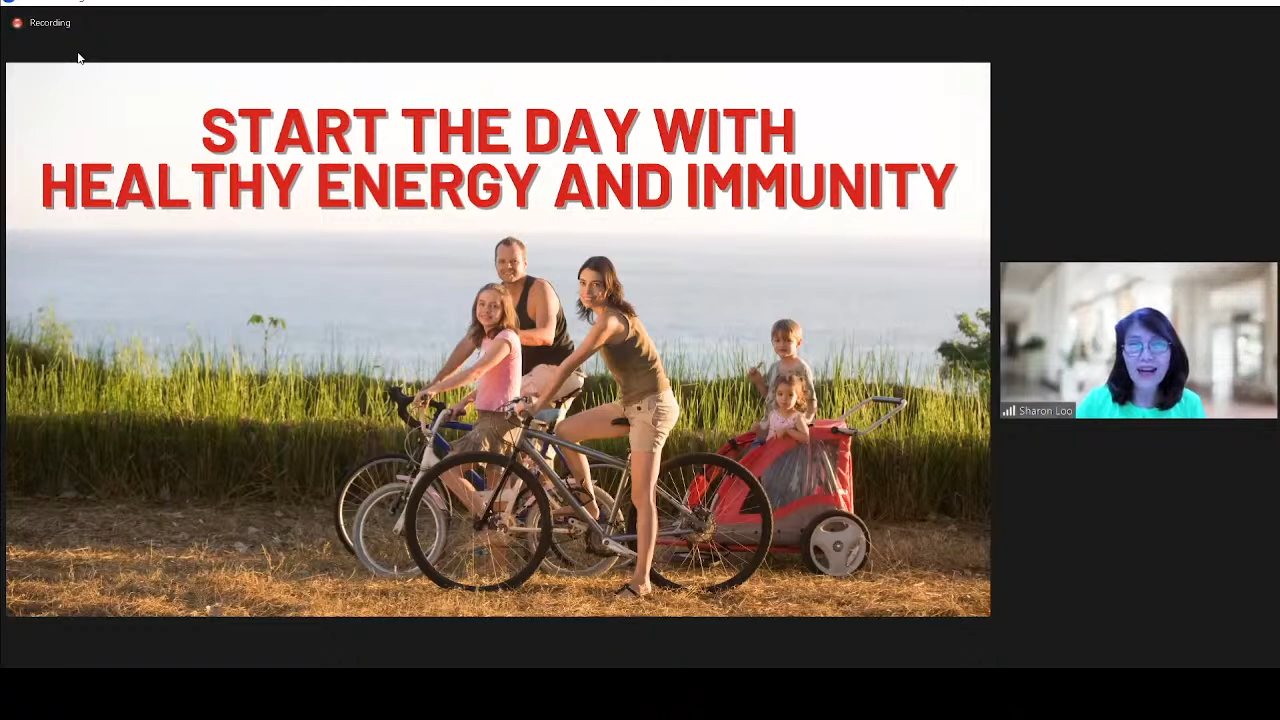 Recording
START THE DAY WITH
HEALTHY ENERGY AND IMMUNITY
Sharon Loo